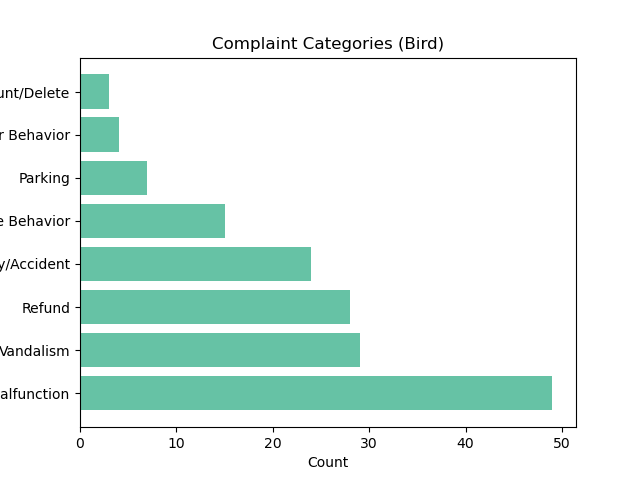 Complaint Categories (Bird)
unt/Delete
r Behavior
Parking
e Behavior
y/Accident
Refund
Vandalism
alfunction
0 10 20 30 40 50
Count